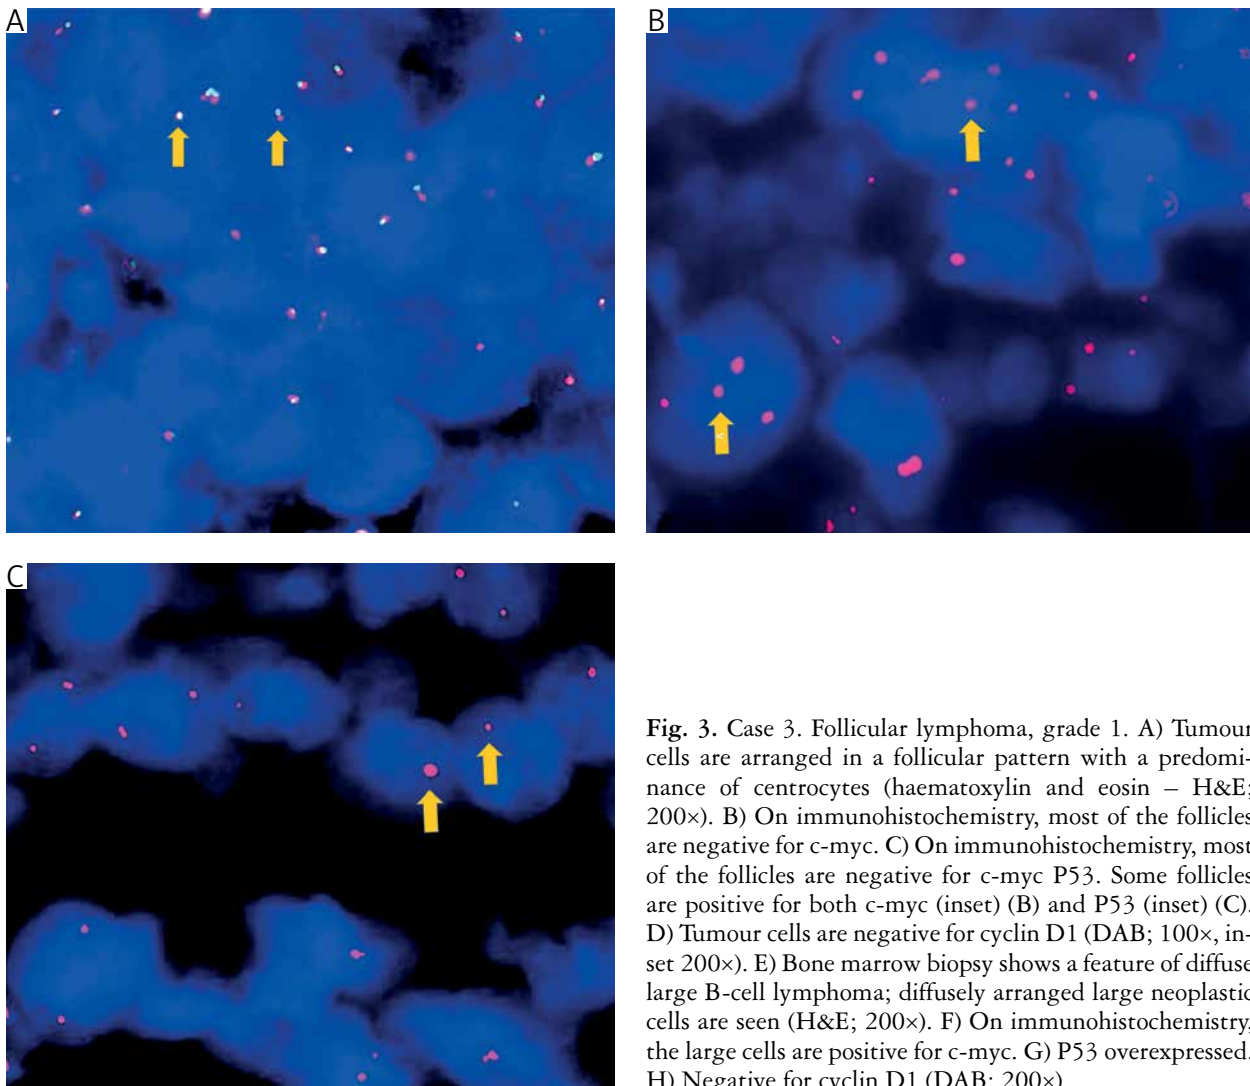 A
B
C
Fig. 3. Case 3. Follicular lymphoma, grade 1. A) Tumour
cells are arranged in a follicular pattern with a predomi-
nance of centrocytes (haematoxylin and eosin – H&E;
200×). B) On immunohistochemistry, most of the follicles
are negative for c-myc. C) On immunohistochemistry, most
of the follicles are negative for c-myc P53. Some follicles
are positive for both c-myc (inset) (B) and P53 (inset) (C).
D) Tumour cells are negative for cyclin D1 (DAB; 100×, in-
set 200×). E) Bone marrow biopsy shows a feature of diffuse
large B-cell lymphoma; diffusely arranged large neoplastic
cells are seen (H&E; 200×). F) On immunohistochemistry,
the large cells are positive for c-myc. G) P53 overexpressed.
H) Negative for cyclin D1 (DAB; 200×)